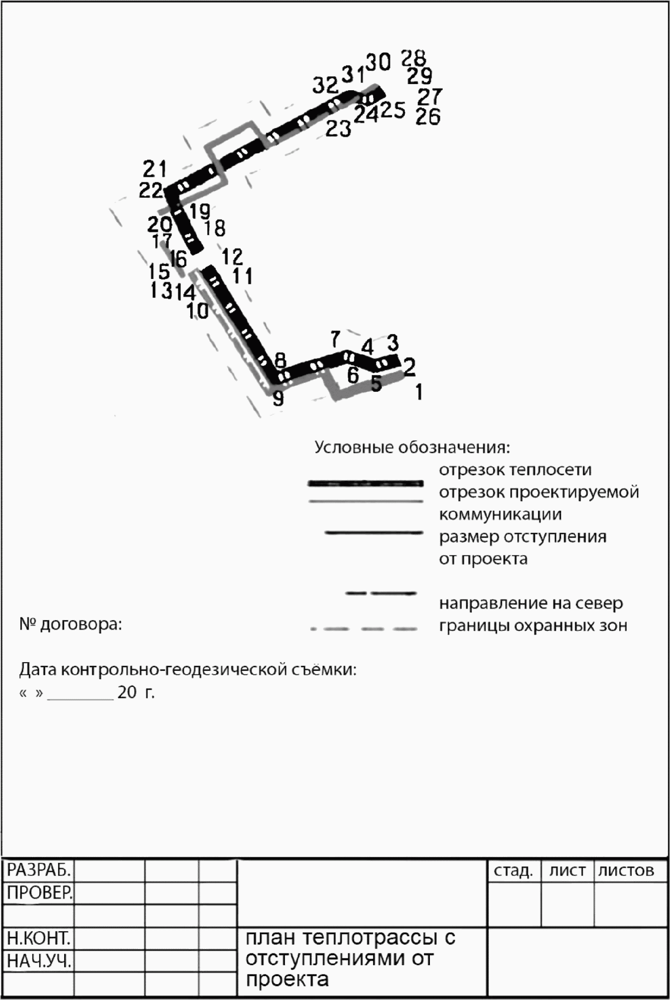 28
30
31
29
32
27
25
24
26
23
21
22
19
20
18
17
16
12
15
11
13 14
10
7
3
4
8
2
6
5
1
9
Условные обозначения:
отрезок теплосети
отрезок проектируемой
коммуникации
размер отступления
от проекта
направление на север
границы охранных зон
№ договора:
Дата контрольно-геодезической съёмки:
« » ________ 20 г.
РАЗРАБ.
ПРОВЕР.
Н.КОНТ.
НАЧ.УЧ.
план теплотрассы с
отступлениями от
проекта
стад. лист листов